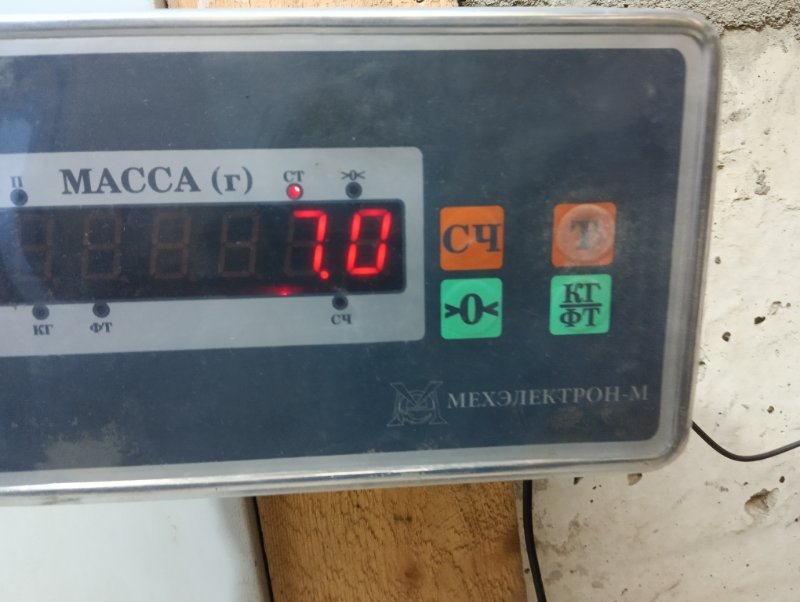 П МАССА (г) СТ >0<
7.0
КГ ФТ СЧ
СЧ Т
>0< КГ
ФТ
МЕХЭЛЕКТРОН-М